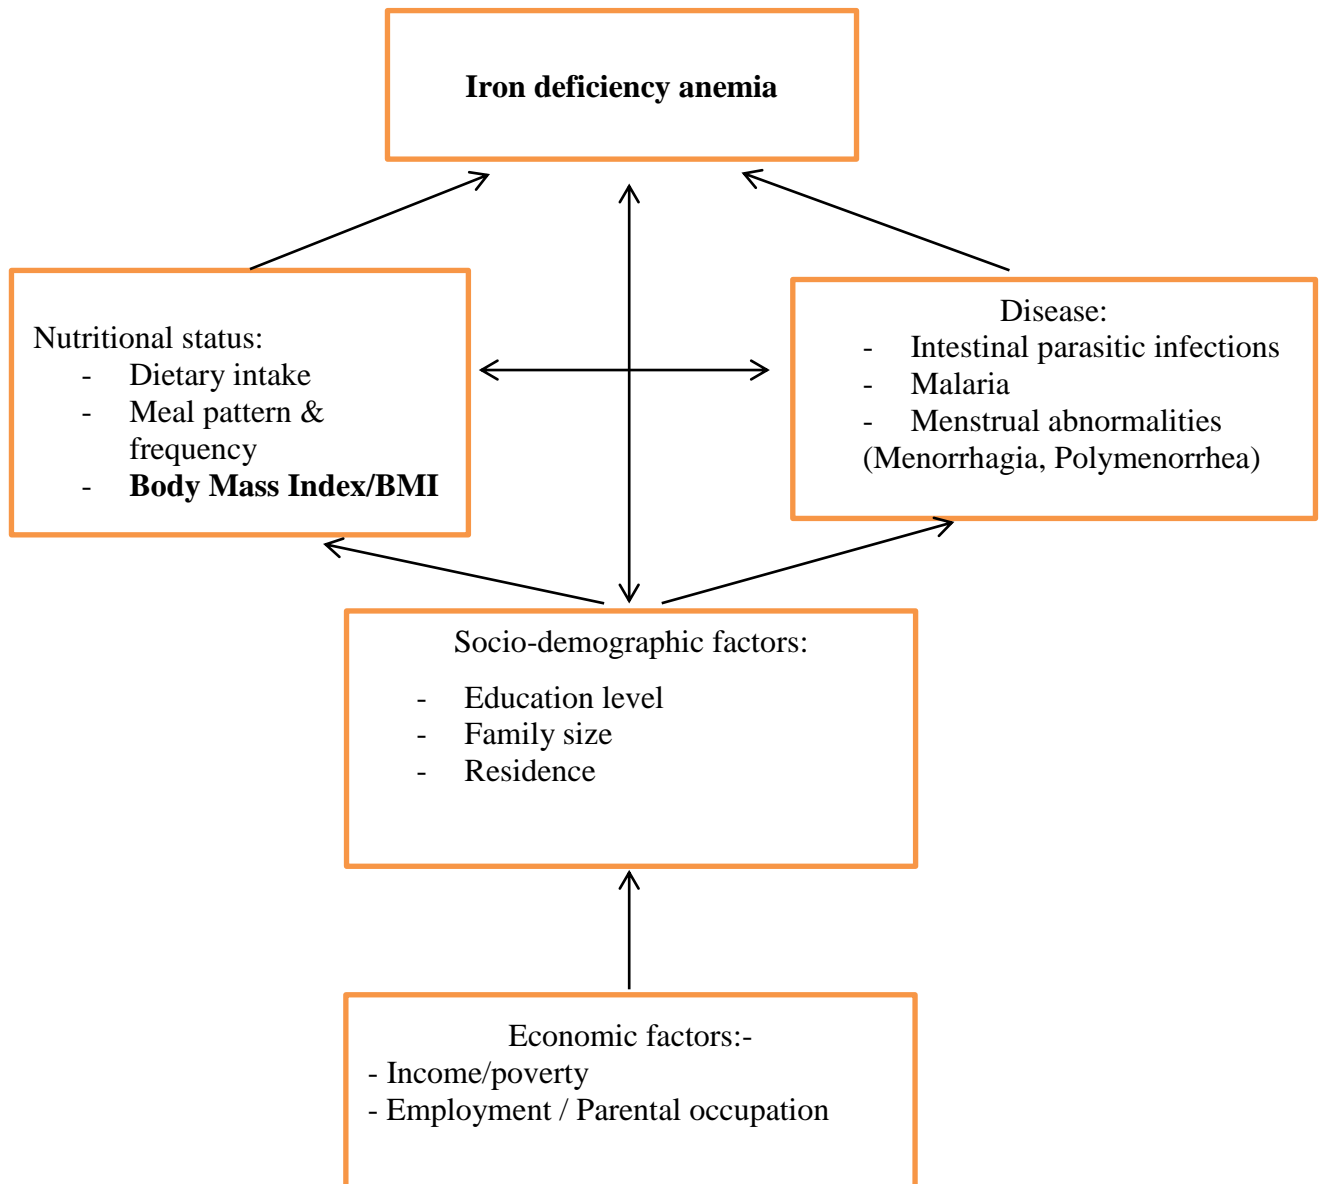 Iron deficiency anemia
Nutritional status:
- Dietary intake
- Meal pattern &
frequency
- Body Mass Index/BMI
Disease:
- Intestinal parasitic infections
- Malaria
- Menstrual abnormalities
(Menorrhagia, Polymenorrhea)
Socio-demographic factors:
- Education level
- Family size
- Residence
Economic factors:-
- Income/poverty
- Employment / Parental occupation